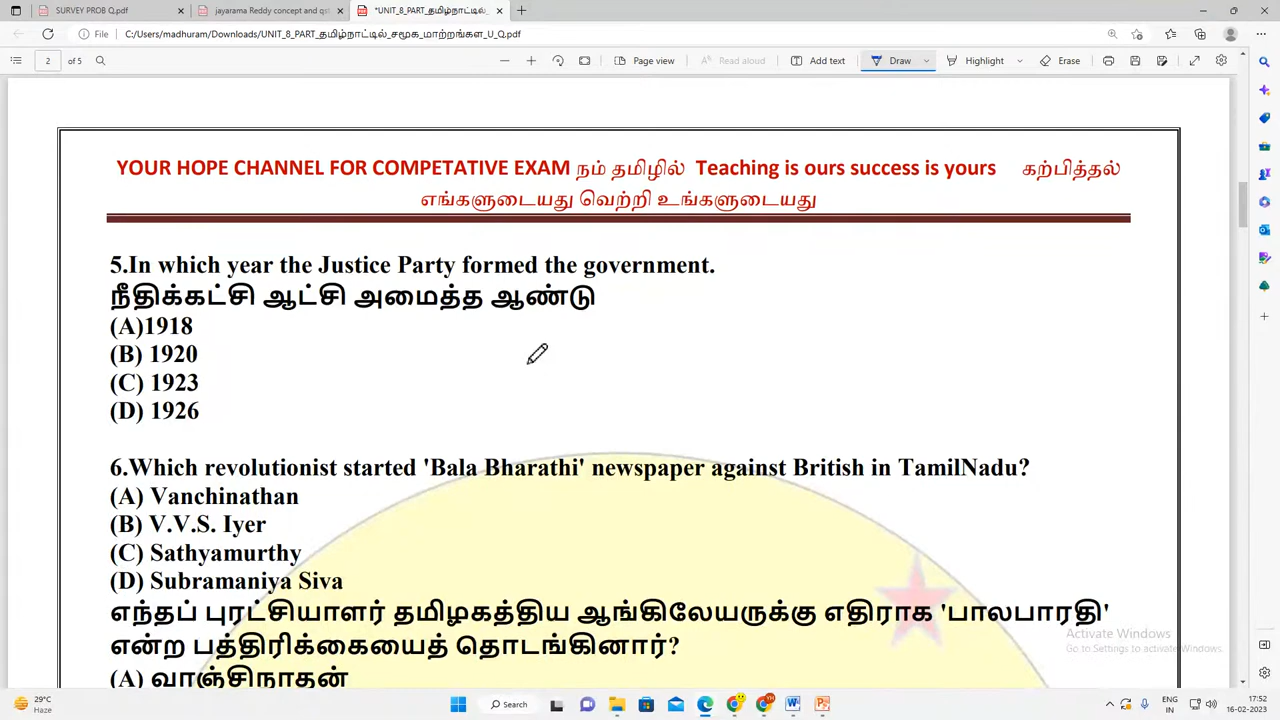 SURVEY PROB Q.pdf
jayarama Reddy concept and qst
*UNIT_8_PART_தமிழ்நாட்டில்_
File
C:/Users/madhuram/Downloads/UNIT_8_PART_தமிழ்நாட்டில்_சமூக_மாற்றங்கள_U_Q.pdf
2 of 5
Page view
Read aloud
Add text
Draw
Highlight
Erase
YOUR HOPE CHANNEL FOR COMPETATIVE EXAM நம் தமிழில் Teaching is ours success is yours கற்பித்தல்
எங்களுடையது வெற்றி உங்களுடையது
5.In which year the Justice Party formed the government.
நீதிக்கட்சி ஆட்சி அமைத்த ஆண்டு
(A)1918
(B) 1920
(C) 1923
(D) 1926
6.Which revolutionist started 'Bala Bharathi' newspaper against British in TamilNadu?
(A) Vanchinathan
(B) V.V.S. Iyer
(C) Sathyamurthy
(D) Subramaniya Siva
எந்தப் புரட்சியாளர் தமிழகத்திய ஆங்கிலேயருக்கு எதிராக 'பாலபாரதி'
என்ற பத்திரிக்கையைத் தொடங்கினார்?
(A) வாஞ்சிநாதன்
Activate Windows
Go to Settings to activate Windows.
29°C
Haze
Search
ENG
IN
17:52
16-02-2023